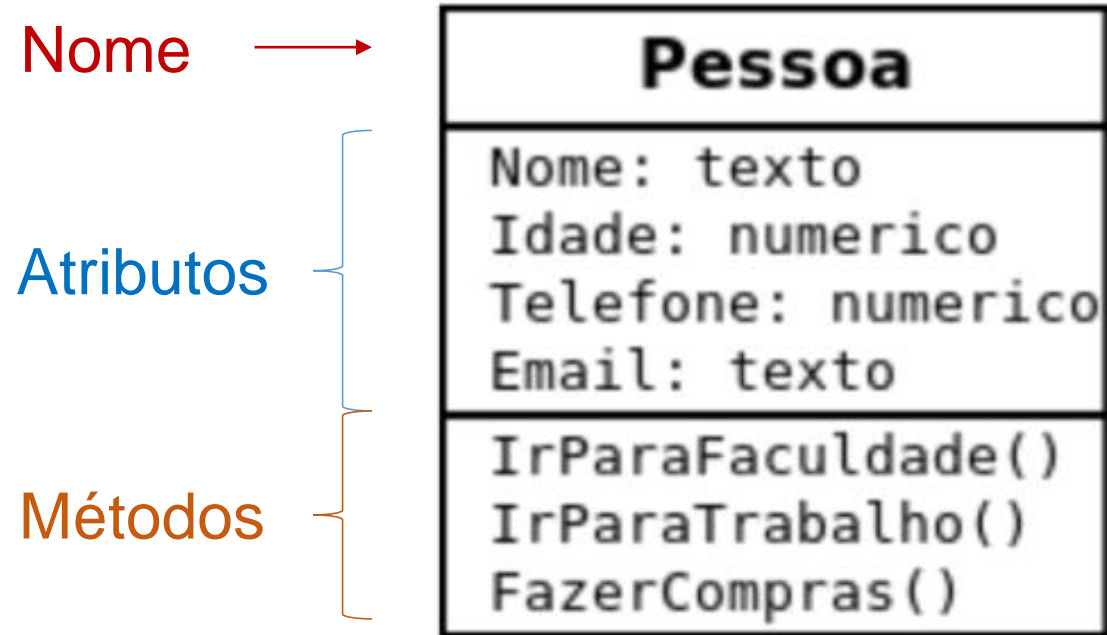 Nome
Pessoa
Atributos
Nome: texto
Idade: numerico
Telefone: numerico
Email: texto
Métodos
IrParaFaculdade()
IrParaTrabalho()
FazerCompras()